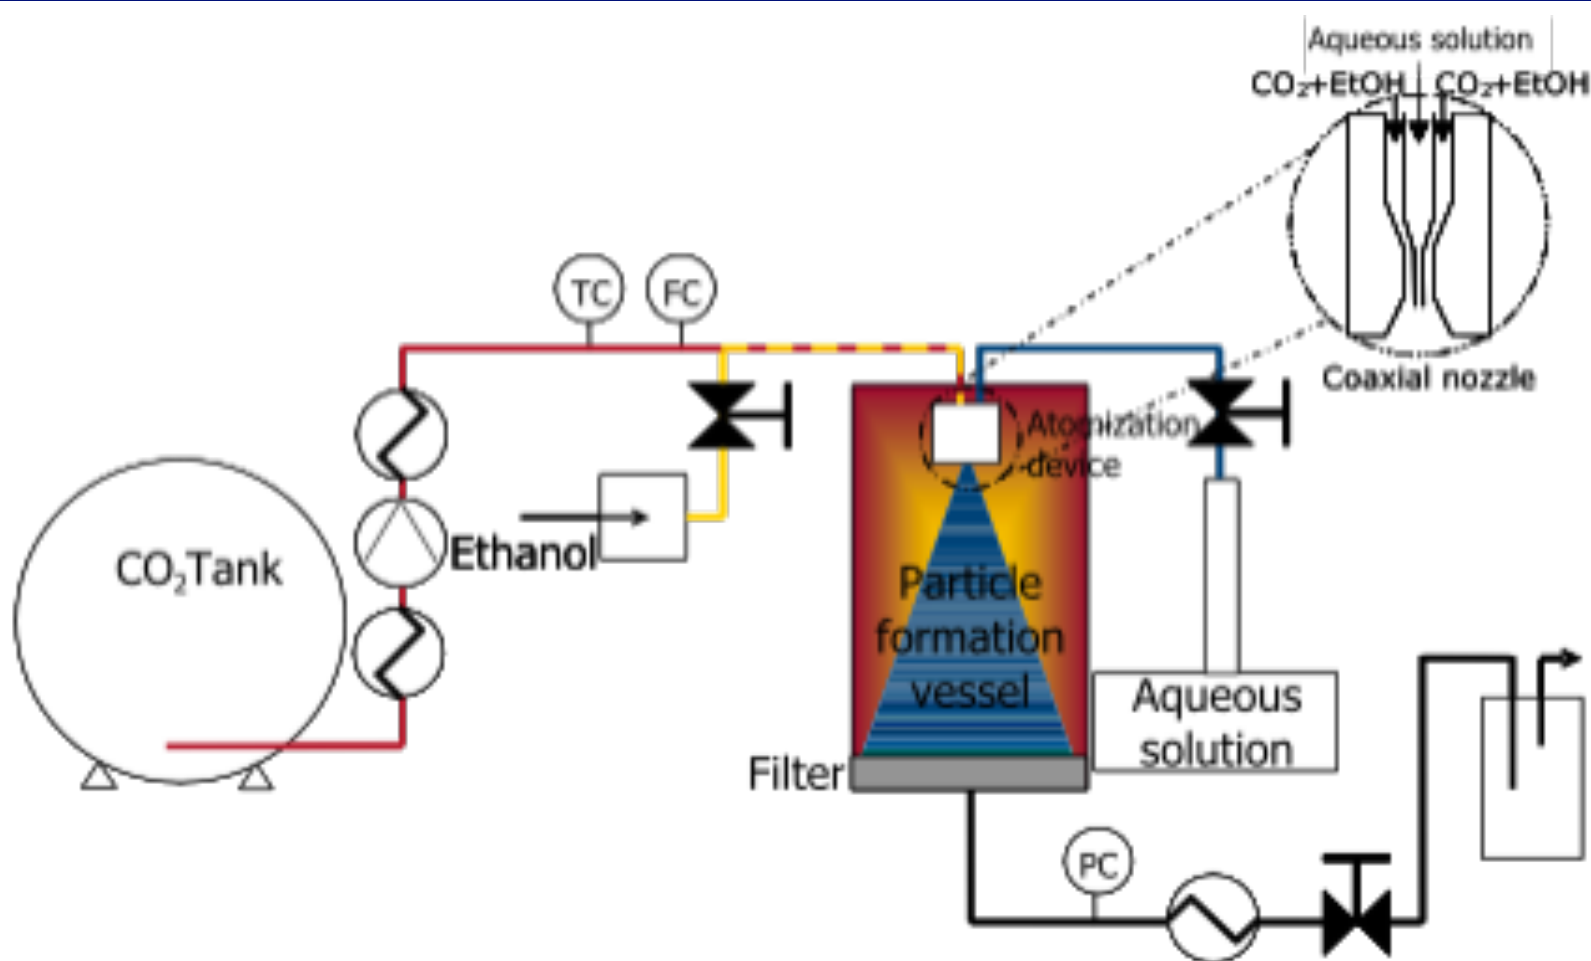 Aqueous solution
CO₂+EtOH CO₂+EtOH
Coaxial nozzle
TC
FC
Atomization
device
CO₂Tank
Ethanol
Particle
formation
vessel
Aqueous
solution
Filter
PC